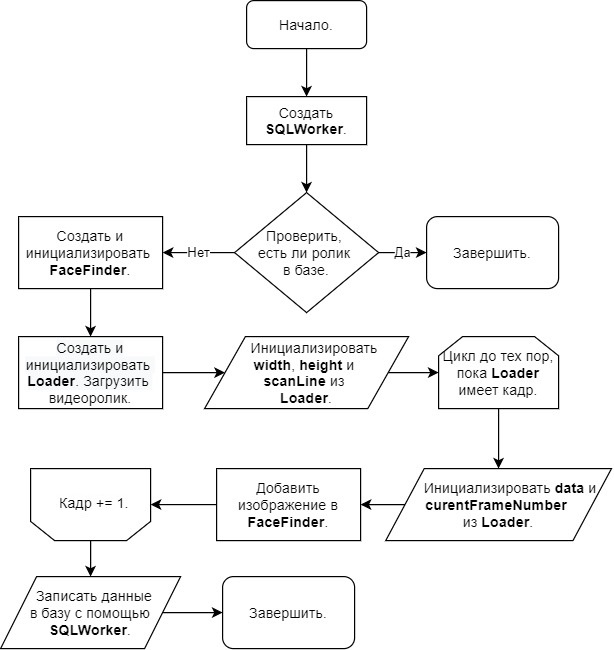 Начало.
Создать
SQLWorker.
Проверить,
есть ли ролик
в базе.
Нет
Да
Завершить.
Создать и
инициализировать
FaceFinder.
Создать и
инициализировать
Loader. Загрузить
видеоролик.
Инициализировать
width, height и
scanLine из
Loader.
Цикл до тех пор,
пока Loader
имеет кадр.
Инициализировать data и
curentFrameNumber
из Loader.
Добавить
изображение в
FaceFinder.
Кадр += 1.
Записать данные
в базу с помощью
SQLWorker.
Завершить.